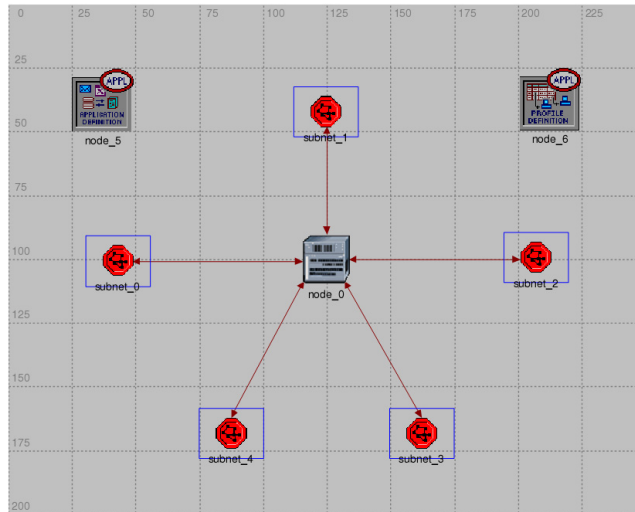 0 25 50 75 100 125 150 175 200 225
25
APPL
APPLICATION
DEFINITION
node_5
APPL
PROFILE
DEFINITION
node_6
50
subnet_1
75
100
subnet_0
node_0
subnet_2
125
150
175
subnet_4
subnet_3
200